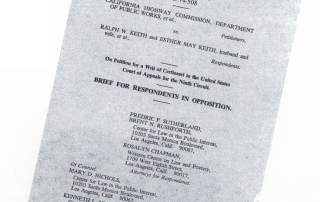 74-508
CALIFORNIA HIGHWAY COMMISSION, DEPARTMENT
OF PUBLIC WORKS, et al.,
Petitioners,
vs.
RALPH W. KEITH and ESTHER MAY KEITH, husband and
wife, et al.,
Respondents.
On Petition for a Writ of Certiorari to the United States
Court of Appeals for the Ninth Circuit.
BRIEF FOR RESPONDENTS IN OPPOSITION.
FREDRIC P. SUTHERLAND,
BRENT N. RUSHFORTH,
Center for Law in the Public Interest,
10203 Santa Monica Boulevard,
Los Angeles, Calif. 90067,
ROSALYN CHAPMAN,
Western Center on Law and Poverty,
1709 West Eighth Street,
Los Angeles, Calif. 90017,
Attorneys for Respondents.
Of Counsel:
MARY D. NICHOLS,
Center for Law in the Public Interest,
10203 Santa Monica Boulevard,
Los Angeles, Calif. 90067,
KENNETH